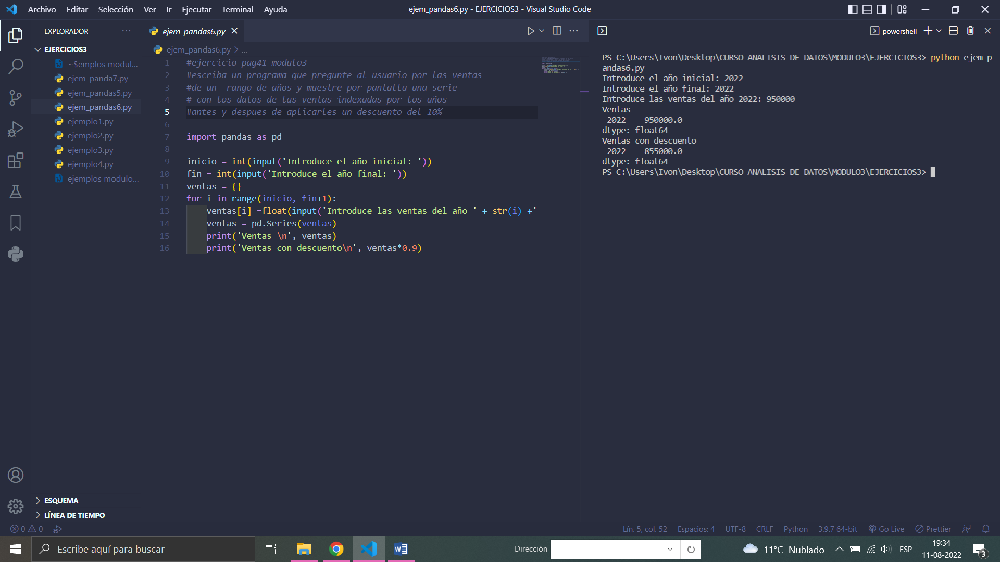 Archivo Editar Selección Ver Ir Ejecutar Terminal Ayuda
ejem_pandas6.py - EJERCICIOS3 - Visual Studio Code
EXPLORADOR
EJERCICIOS3
~$emplos modul...
ejem_panda7.py
ejem_pandas5.py
ejem_pandas6.py
ejemplo1.py
ejemplo2.py
ejemplo3.py
ejemplo4.py
ejemplos modulo...
ESQUEMA
LÍNEA DE TIEMPO
ejem_pandas6.py
ejem_pandas6.py > ...
1 #ejercicio pag41 modulo3
2 #escriba un programa que pregunte al usuario por las ventas
3 #de un  rango de años y muestre por pantalla una serie
4 # con los datos de las ventas indexadas por los años
5 #antes y despues de aplicarles un descuento del 10%
6
7 import pandas as pd
8
9 inicio = int(input('Introduce el año inicial: '))
10 fin = int(input('Introduce el año final: '))
11 ventas = {}
12 for i in range(inicio, fin+1):
13     ventas[i] =float(input('Introduce las ventas del año ' + str(i) +'
14     ventas = pd.Series(ventas)
15     print('Ventas \n', ventas)
16     print('Ventas con descuento\n', ventas*0.9)
powershell
PS C:\Users\Ivon\Desktop\CURSO ANALISIS DE DATOS\MODULO3\EJERCICIOS3> python ejem_p
andas6.py
Introduce el año inicial: 2022
Introduce el año final: 2022
Introduce las ventas del año 2022: 950000
Ventas
 2022    950000.0
dtype: float64
Ventas con descuento
 2022    855000.0
dtype: float64
PS C:\Users\Ivon\Desktop\CURSO ANALISIS DE DATOS\MODULO3\EJERCICIOS3>
0 0
Lín. 5, col. 52 Espacios: 4 UTF-8 CRLF Python 3.9.7 64-bit Go Live Prettier
Escribe aquí para buscar
Dirección
11°C Nublado
ESP
19:34
11-08-2022
3